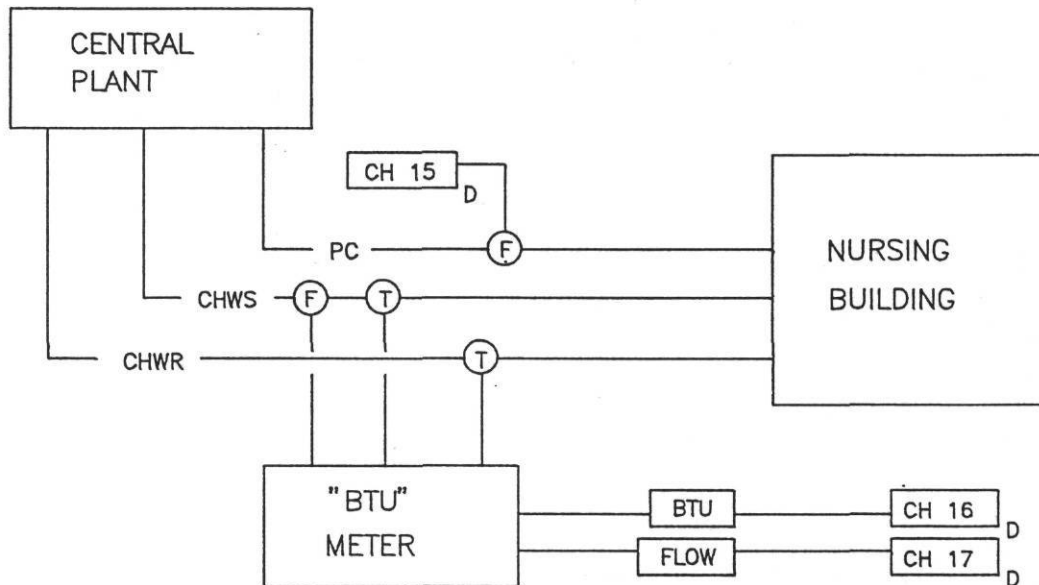 CENTRAL
PLANT
CH 15
D
PC
F
NURSING
BUILDING
CHWS
F
T
CHWR
T
"BTU"
METER
BTU
CH 16
D
FLOW
CH 17
D